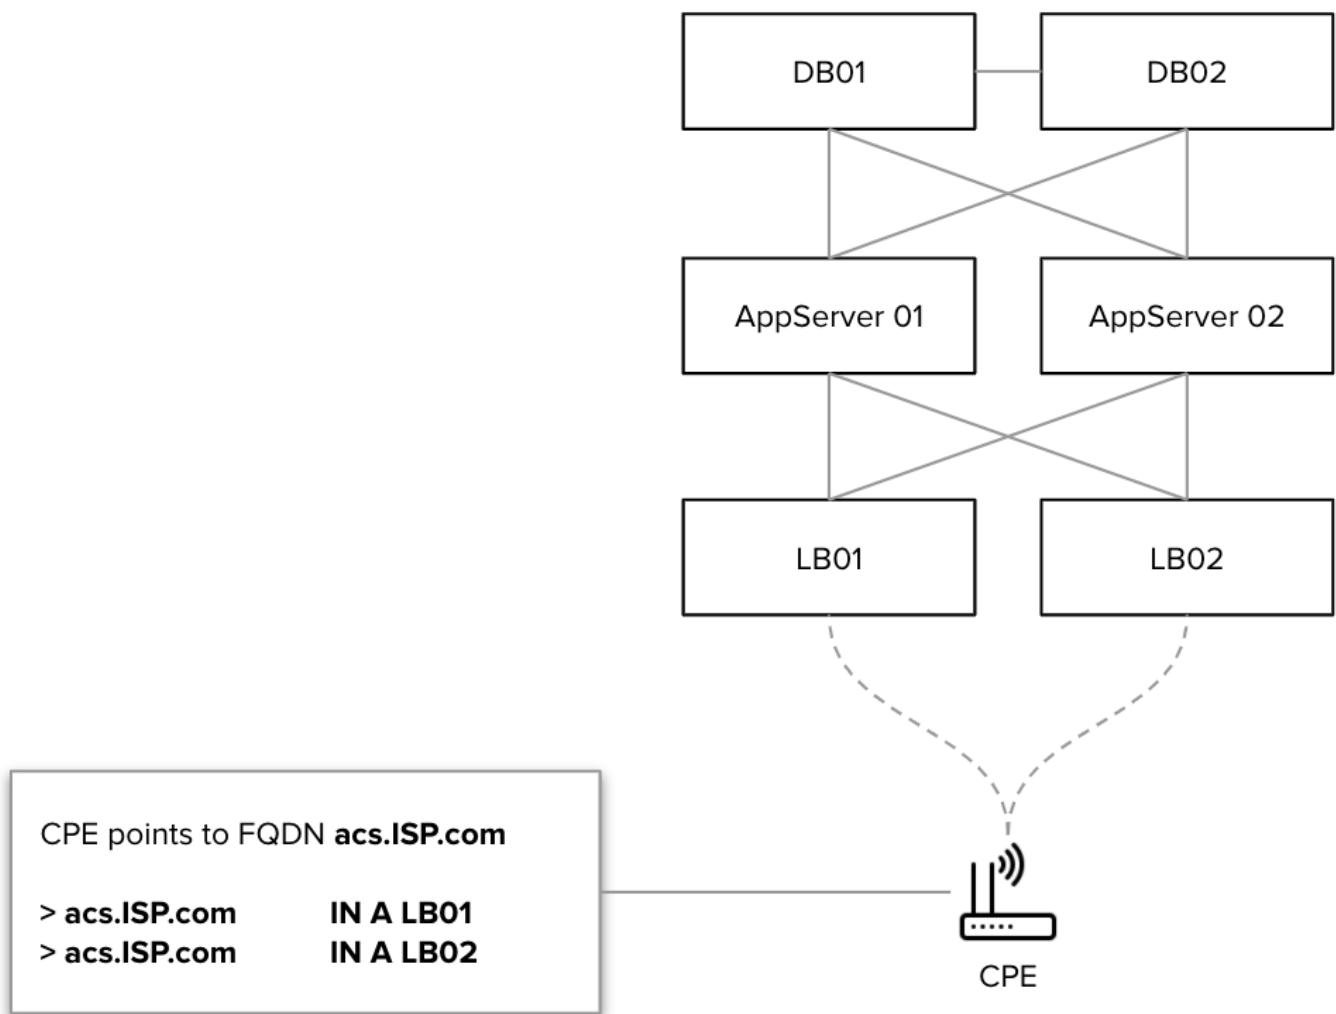 DB01
DB02
AppServer 01
AppServer 02
LB01
LB02
CPE points to FQDN acs.ISP.com
> acs.ISP.com IN A LB01
> acs.ISP.com IN A LB02
CPE